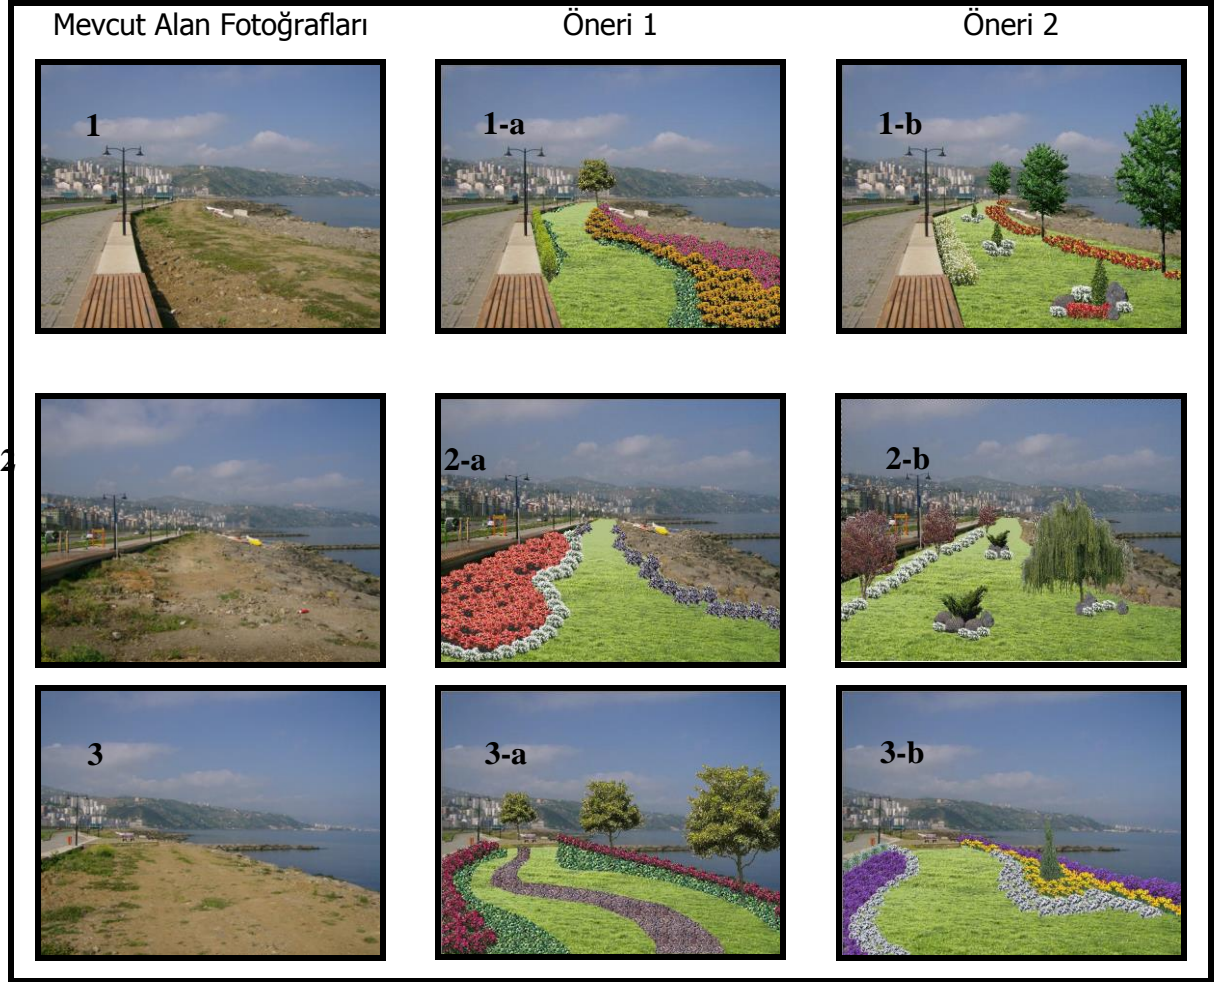 Mevcut Alan Fotoğrafları Öneri 1 Öneri 2
1 1-a 1-b
2 2-a 2-b
3 3-a 3-b